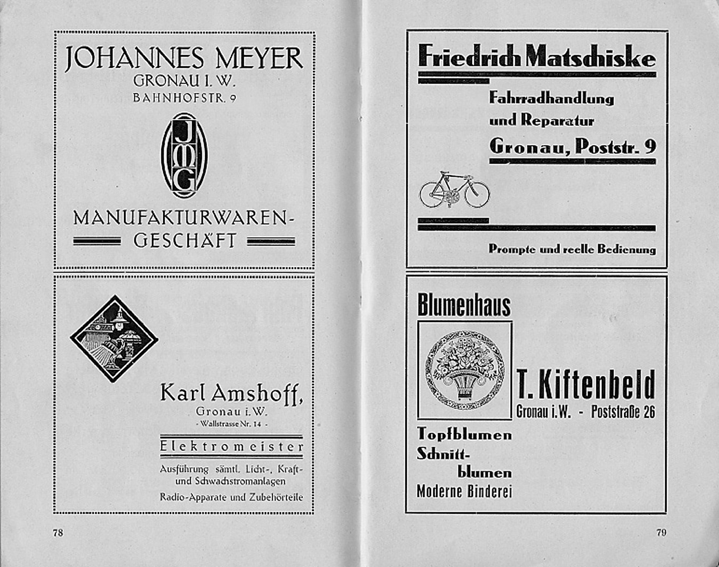 JOHANNES MEYER
GRONAU I. W.
BAHNHOFSTR. 9
JMG
MANUFAKTURWAREN-
GESCHÄFT
Karl Amshoff,
Gronau i. W.
- Wallstrasse Nr. 14 -
Elektromeister
Ausführung sämtl. Licht-, Kraft-
und Schwachstromanlagen
Radio-Apparate und Zubehörteile
78
Friedrich Matschiske
Fahrradhandlung
und Reparatur
Gronau, Poststr. 9
Prompte und reelle Bedienung
Blumenhaus
T. Kiftenbeld
Gronau i. W. - Poststraße 26
Topfblumen
Schnitt-
blumen
Moderne Binderei
79